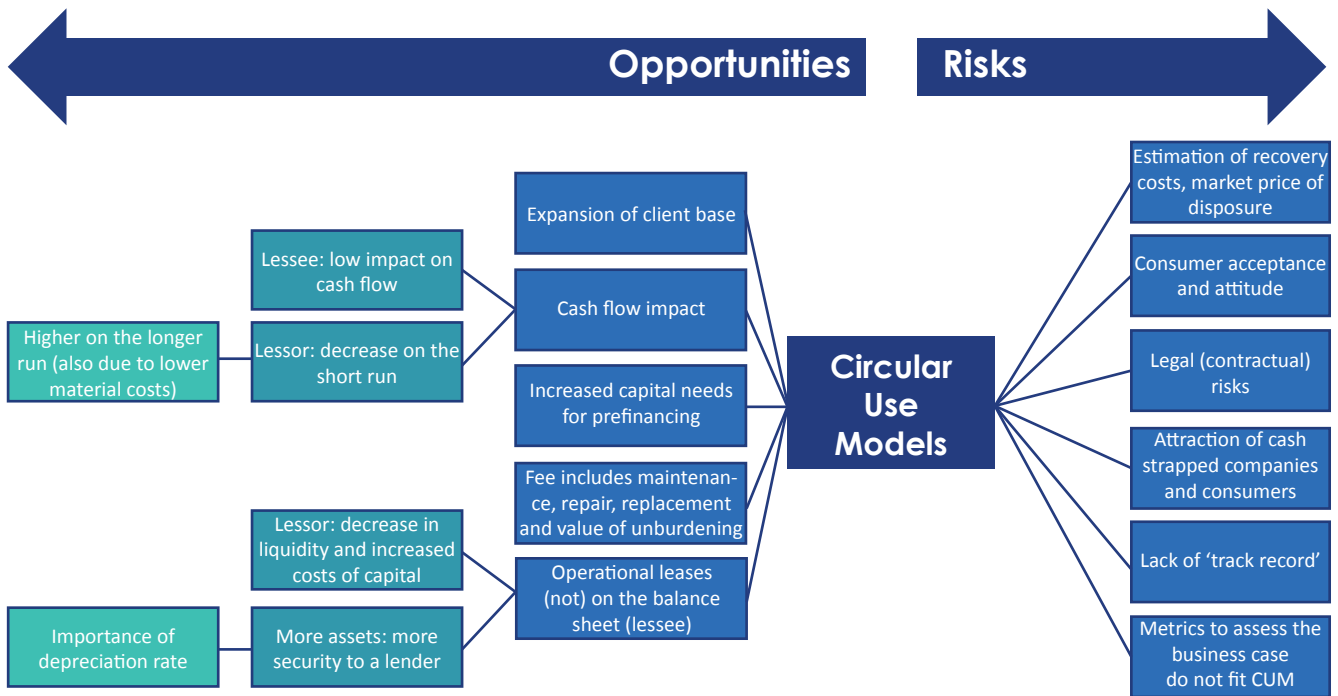 Opportunities
Risks
Expansion of client base
Lessee: low impact on
cash flow
Cash flow impact
Higher on the longer
run (also due to lower
material costs)
Lessor: decrease on the
short run
Increased capital needs
for prefinancing
Fee includes maintenan-
ce, repair, replacement
and value of unburdening
Lessor: decrease in
liquidity and increased
costs of capital
Operational leases
(not) on the balance
sheet (lessee)
Importance of
depreciation rate
More assets: more
security to a lender
Circular
Use
Models
Estimation of recovery
costs, market price of
disposure
Consumer acceptance
and attitude
Legal (contractual)
risks
Attraction of cash
strapped companies
and consumers
Lack of ‘track record’
Metrics to assess the
business case
do not fit CUM